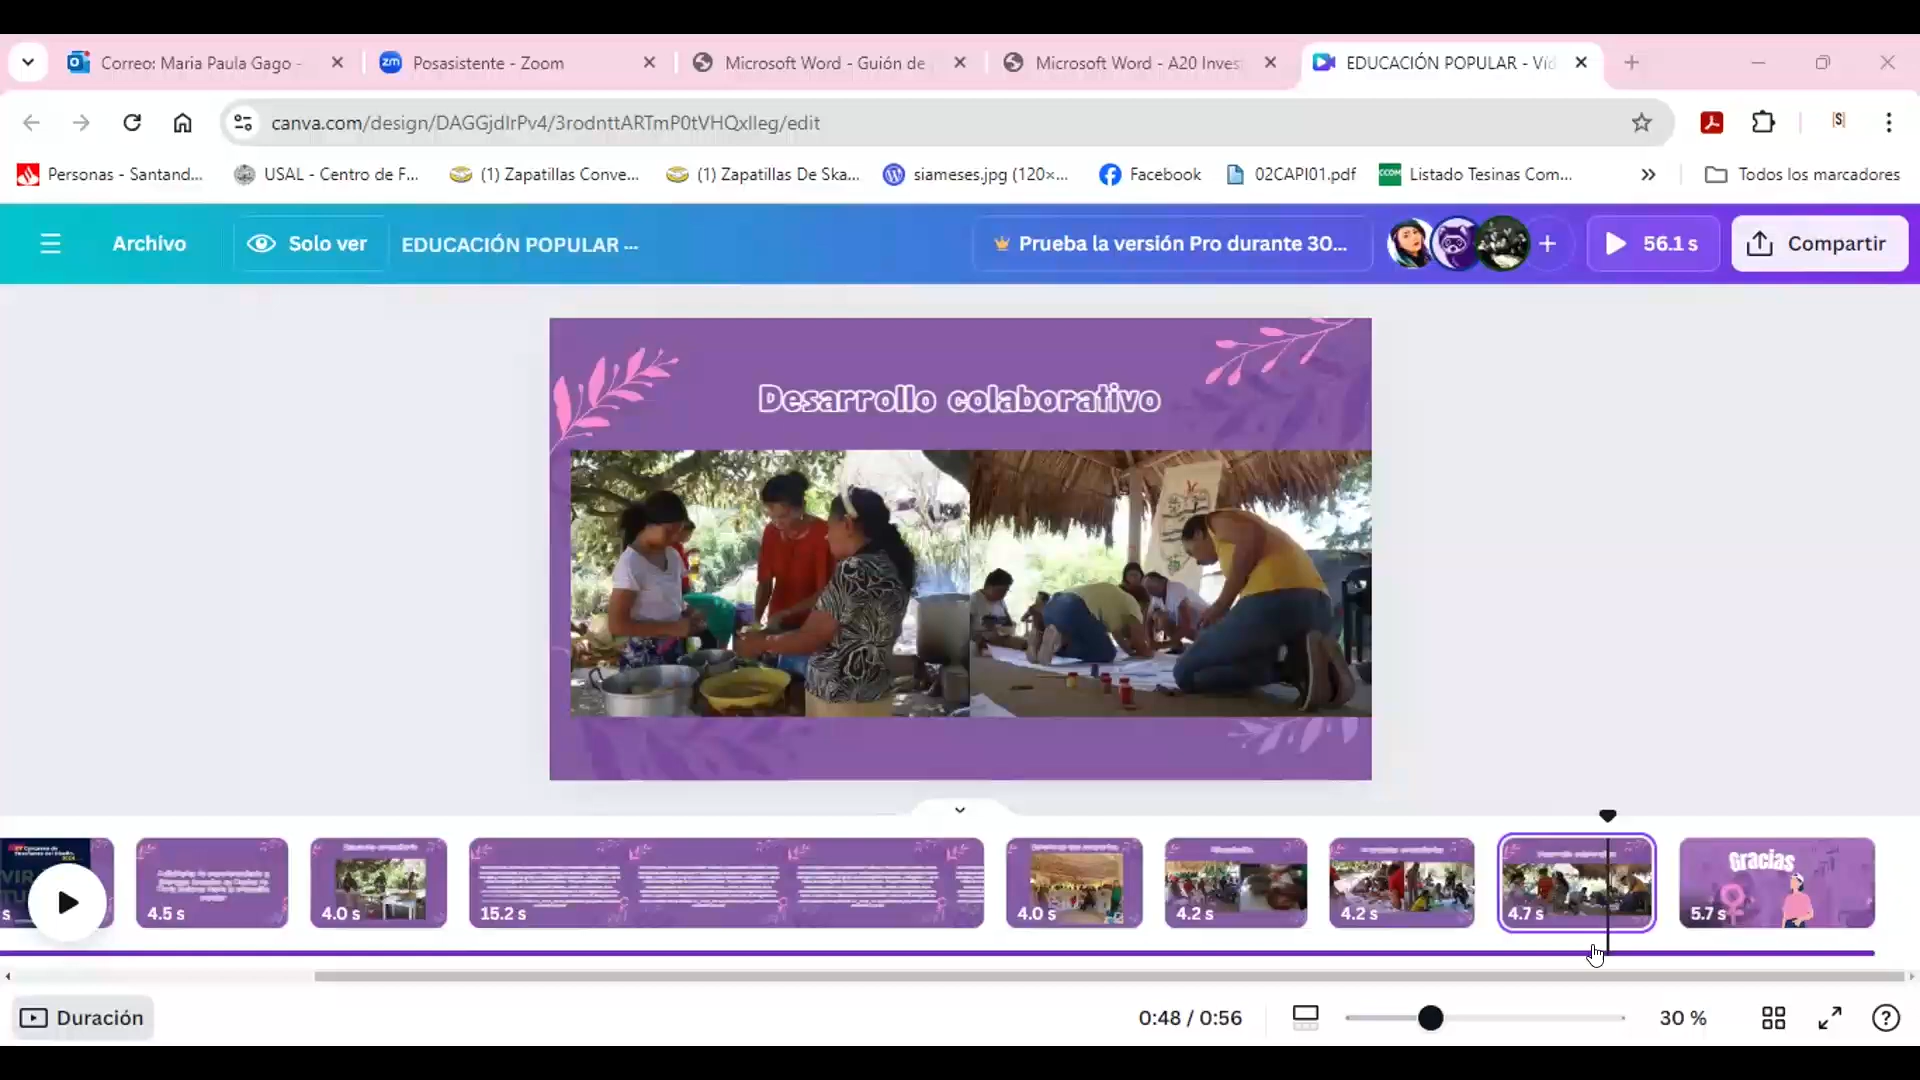 Correo: Maria Paula Gago -
Posasistente - Zoom
Microsoft Word - Guión de
Microsoft Word - A20 Inves
EDUCACIÓN POPULAR - Vid
canva.com/design/DAGGjdIrPv4/3rodnttARTmP0tVHQxlleg/edit
Personas - Santand...
USAL - Centro de F...
(1) Zapatillas Conve...
(1) Zapatillas De Ska...
siameses.jpg (120×...
Facebook
02CAPI01.pdf
Listado Tesinas Com...
Todos los marcadores
Archivo
Solo ver
EDUCACIÓN POPULAR ...
Prueba la versión Pro durante 30...
56.1 s
Compartir
Desarrollo colaborativo
4.5 s
4.0 s
15.2 s
4.0 s
4.2 s
4.2 s
4.7 s
Gracias
5.7 s
Duración
0:48 / 0:56
30 %